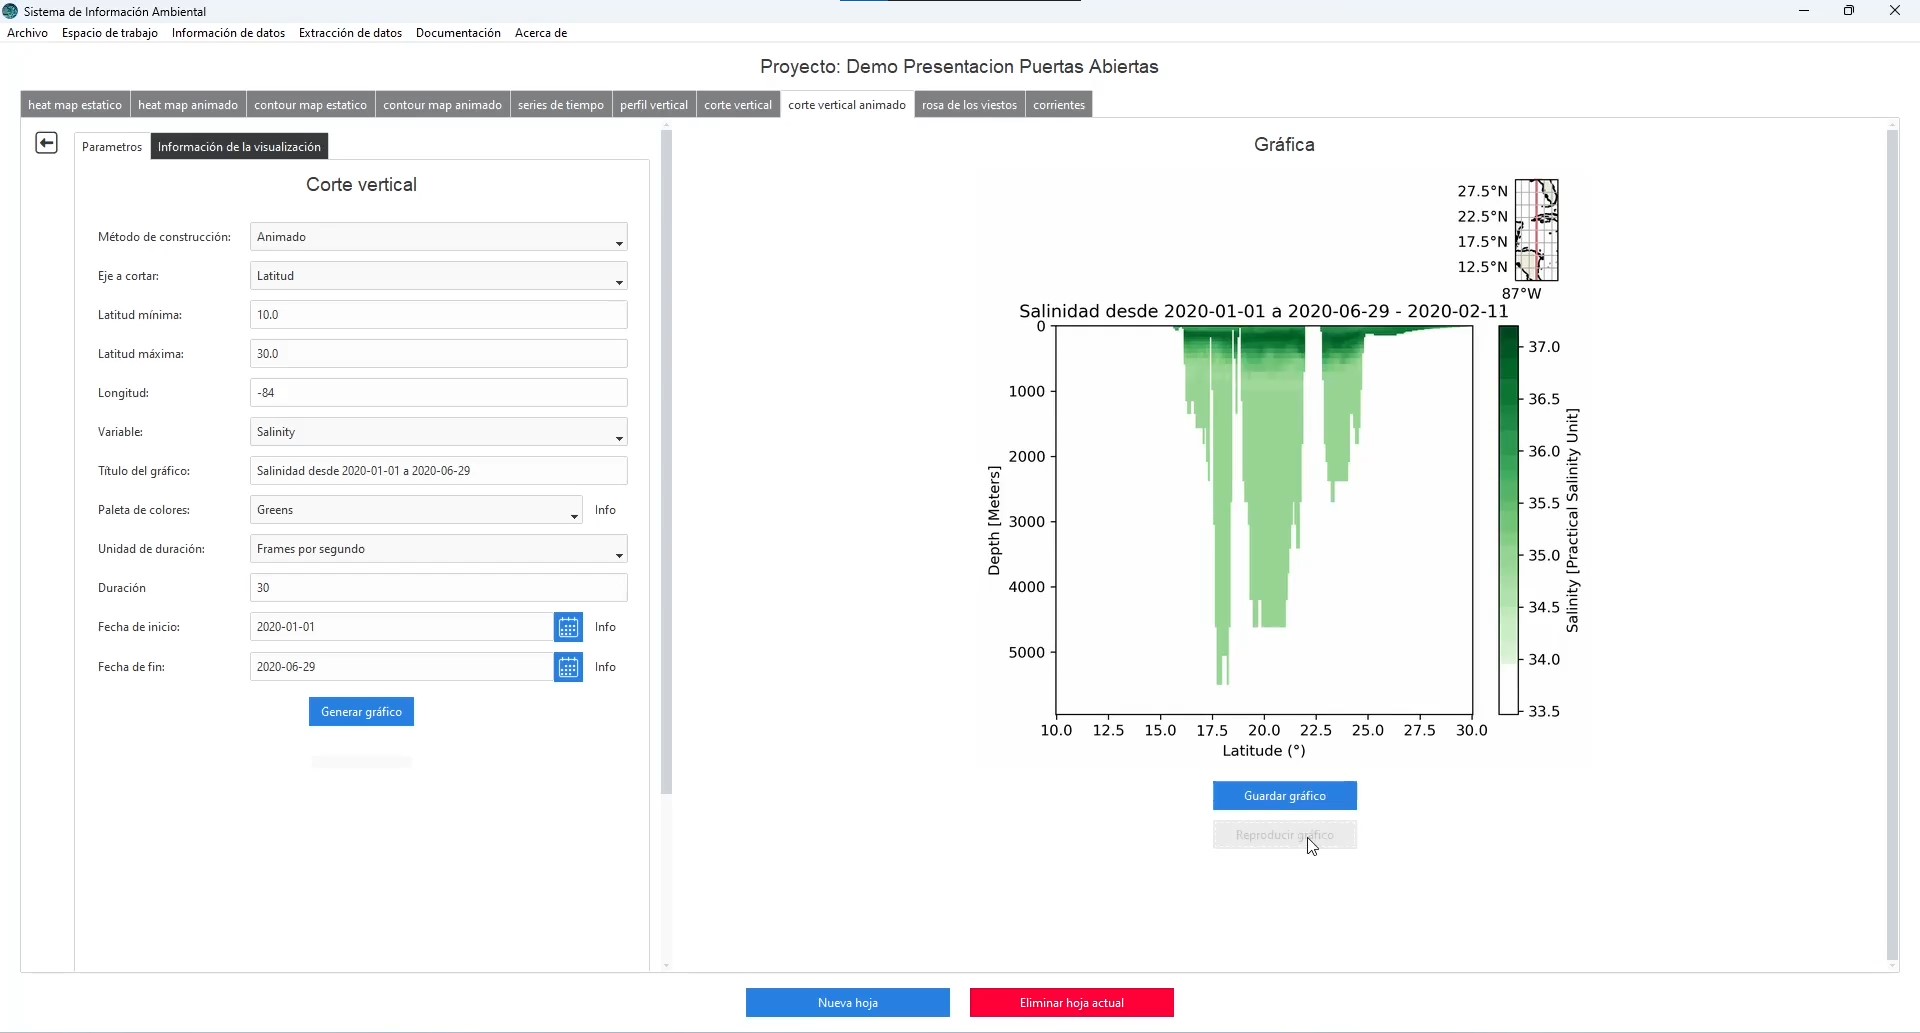 Sistema de Información Ambiental
Archivo Espacio de trabajo Información de datos Extracción de datos Documentación Acerca de
Proyecto: Demo Presentacion Puertas Abiertas
heat map estatico heat map animado contour map estatico contour map animado series de tiempo perfil vertical corte vertical corte vertical animado rosa de los viestos corrientes
Parametros Información de la visualización
Corte vertical
Método de construcción: Animado
Eje a cortar: Latitud
Latitud mínima: 10.0
Latitud máxima: 30.0
Longitud: -84
Variable: Salinity
Título del gráfico: Salinidad desde 2020-01-01 a 2020-06-29
Paleta de colores: Greens Info
Unidad de duración: Frames por segundo
Duración 30
Fecha de inicio: 2020-01-01 Info
Fecha de fin: 2020-06-29 Info
Generar gráfico
Gráfica
27.5°N
22.5°N
17.5°N
12.5°N
87°W
Salinidad desde 2020-01-01 a 2020-06-29 - 2020-02-11
0
1000
2000
3000
4000
5000
Depth [Meters]
10.0 12.5 15.0 17.5 20.0 22.5 25.0 27.5 30.0
Latitude (°)
37.0
36.5
36.0
35.5
35.0
34.5
34.0
33.5
Salinity [Practical Salinity Unit]
Guardar gráfico
Reproducir gráfico
Nueva hoja Eliminar hoja actual